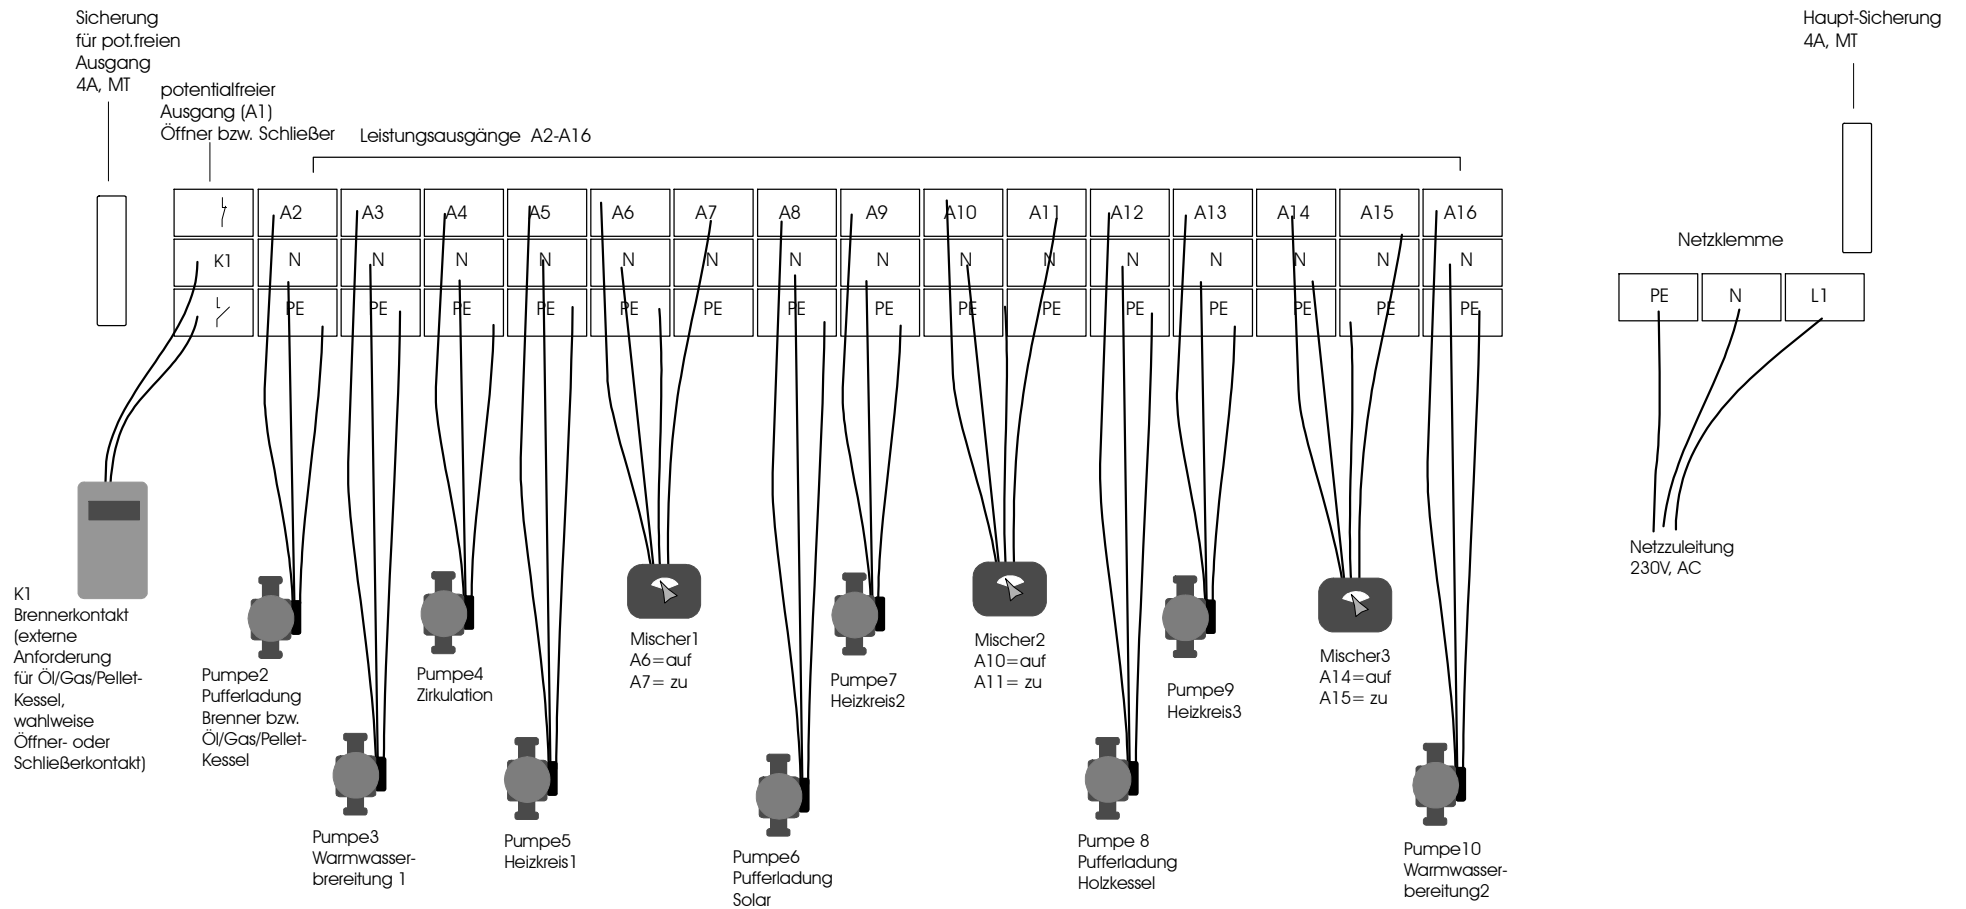 Sicherung
für pot.freien
Ausgang
4A, MT
potentialfreier
Ausgang (A1)
Öffner bzw. Schließer
Leistungsausgänge A2-A16
Haupt-Sicherung
4A, MT
A2 A3 A4 A5 A6 A7 A8 A9 A10 A11 A12 A13 A14 A15 A16
K1 N N N N N N N N N N N N N N N
PE PE PE PE PE PE PE PE PE PE PE PE PE PE PE
Netzklemme
PE N L1
Netzzuleitung
230V, AC
K1
Brennerkontakt
(externe
Anforderung
für Öl/Gas/Pellet-
Kessel,
wahlweise
Öffner- oder
Schließerkontakt)
Pumpe2
Pufferladung
Brenner bzw.
Öl/Gas/Pellet-
Kessel
Pumpe3
Warmwasser-
brereitung 1
Pumpe4
Zirkulation
Pumpe5
Heizkreis1
Mischer1
A6=auf
A7= zu
Pumpe6
Pufferladung
Solar
Pumpe7
Heizkreis2
Mischer2
A10=auf
A11= zu
Pumpe 8
Pufferladung
Holzkessel
Pumpe9
Heizkreis3
Mischer3
A14=auf
A15= zu
Pumpe10
Warmwasser-
bereitung2